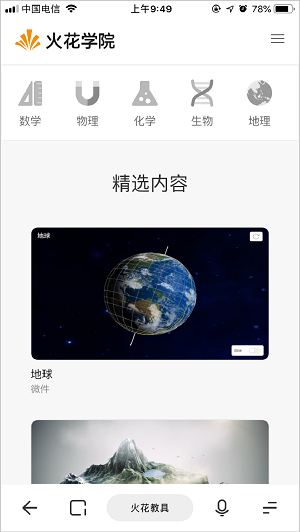 中国电信 上午9:49 78%
火花学院
数学 物理 化学 生物 地理
精选内容
地球
地球
微件
火花教具